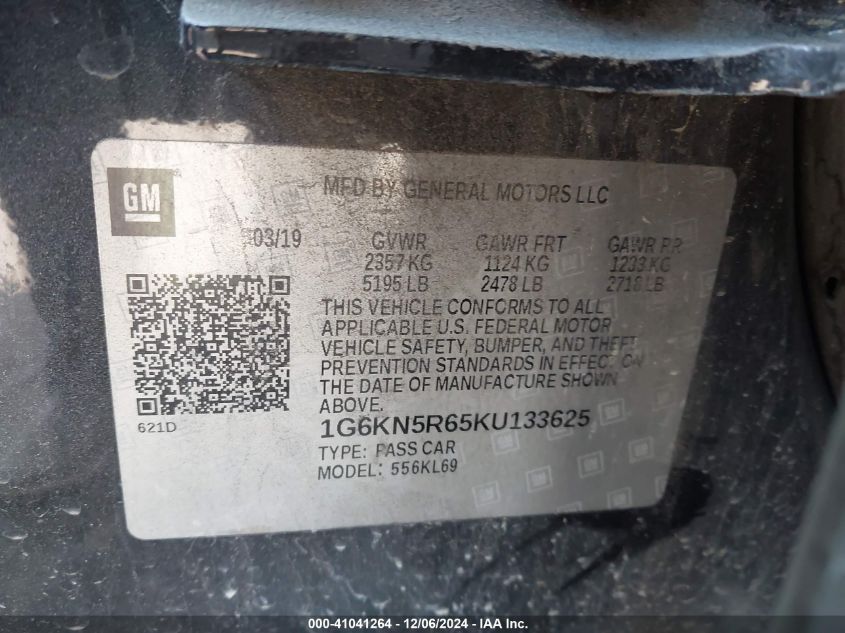 GM
MFD BY GENERAL MOTORS LLC
03/19 GVWR GAWR FRT GAWR RR
2357 KG 1124 KG 1233 KG
5195 LB 2478 LB 2718 LB
THIS VEHICLE CONFORMS TO ALL
APPLICABLE U.S. FEDERAL MOTOR
VEHICLE SAFETY, BUMPER, AND THEFT
PREVENTION STANDARDS IN EFFECT ON
THE DATE OF MANUFACTURE SHOWN
ABOVE.
621D
1G6KN5R65KU133625
TYPE: PASS CAR
MODEL: 556KL69
000-41041264 - 12/06/2024 - IAA Inc.